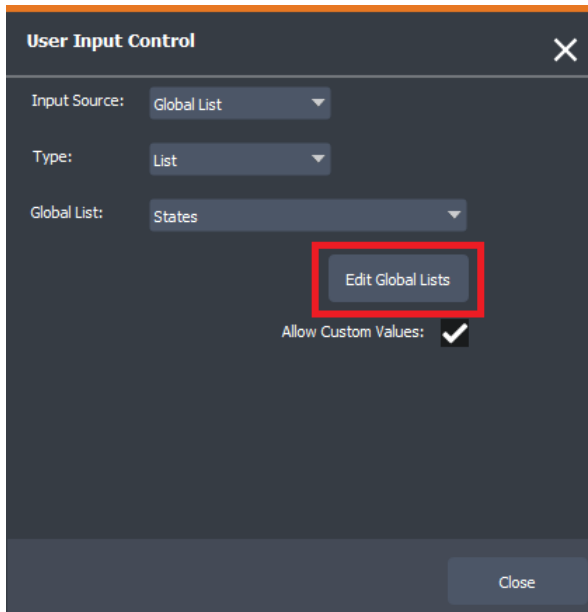 User Input Control
Input Source: Global List
Type: List
Global List: States
Edit Global Lists
Allow Custom Values:
Close